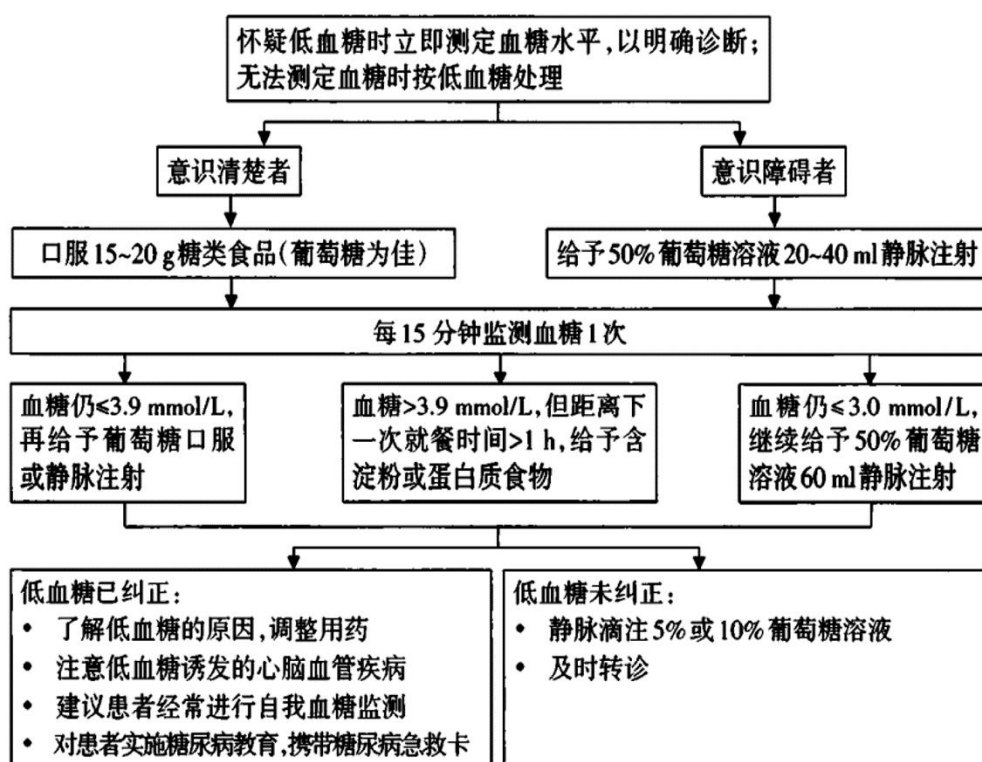 怀疑低血糖时立即测定血糖水平,以明确诊断;
无法测定血糖时按低血糖处理
意识清楚者
意识障碍者
口服15~20 g糖类食品(葡萄糖为佳)
给予50%葡萄糖溶液20~40 ml静脉注射
每15分钟监测血糖1次
血糖仍≤3.9 mmol/L,
再给予葡萄糖口服
或静脉注射
血糖>3.9 mmol/L,但距离下
一次就餐时间>1 h,给予含
淀粉或蛋白质食物
血糖仍≤3.0 mmol/L,
继续给予50%葡萄糖
溶液60 ml静脉注射
低血糖已纠正:
• 了解低血糖的原因,调整用药
• 注意低血糖诱发的心脑血管疾病
• 建议患者经常进行自我血糖监测
• 对患者实施糖尿病教育,携带糖尿病急救卡
低血糖未纠正:
• 静脉滴注5%或10%葡萄糖溶液
• 及时转诊